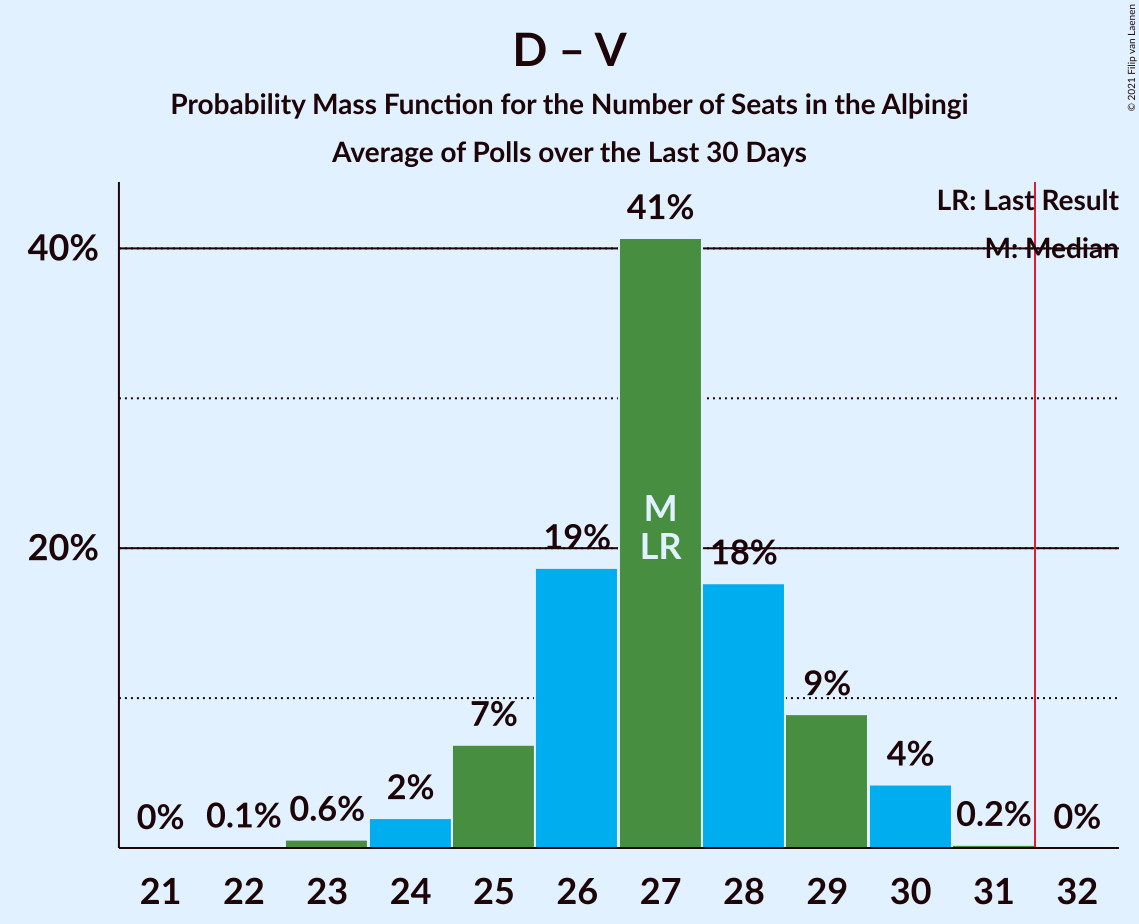 D – V
Probability Mass Function for the Number of Seats in the Alþingi
Average of Polls over the Last 30 Days
© 2021 Filip van Laenen
LR: Last Result
M: Median
40%
20%
0%
0.1%
0.6%
2%
7%
19%
41%
18%
9%
4%
0.2%
0%
M
LR
21 22 23 24 25 26 27 28 29 30 31 32